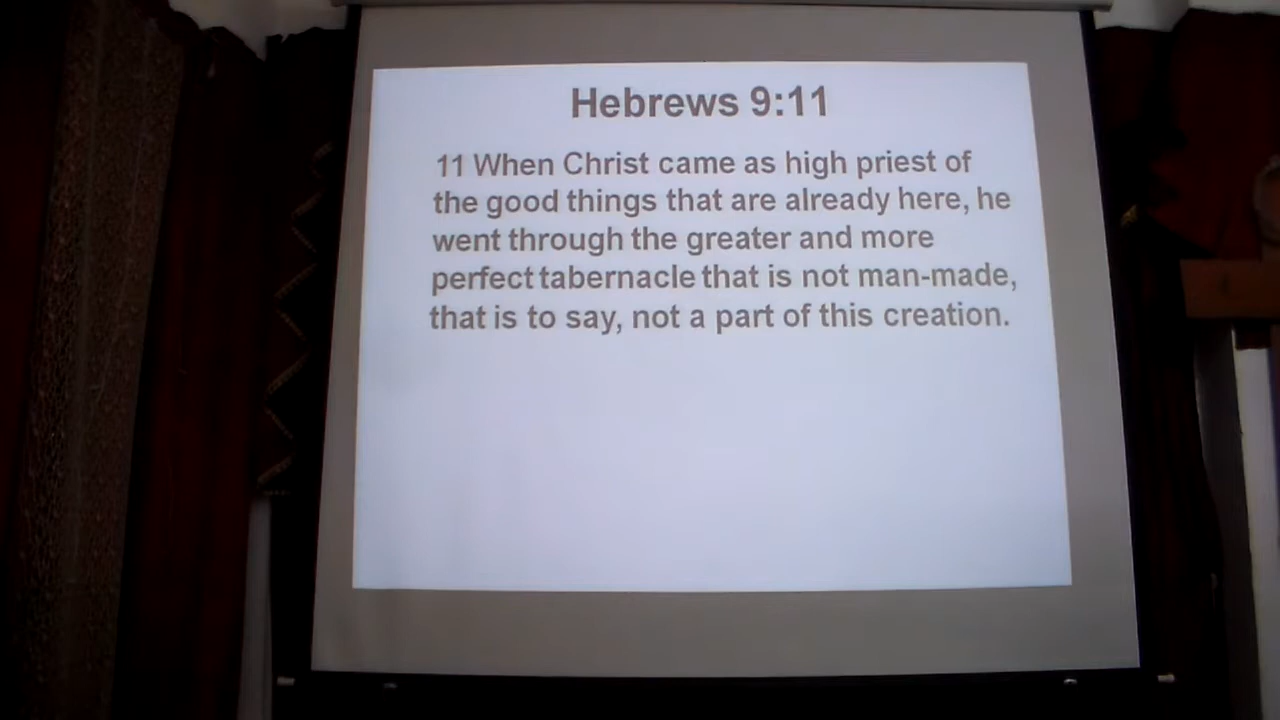 Hebrews 9:11
11 When Christ came as high priest of
the good things that are already here, he
went through the greater and more
perfect tabernacle that is not man-made,
that is to say, not a part of this creation.